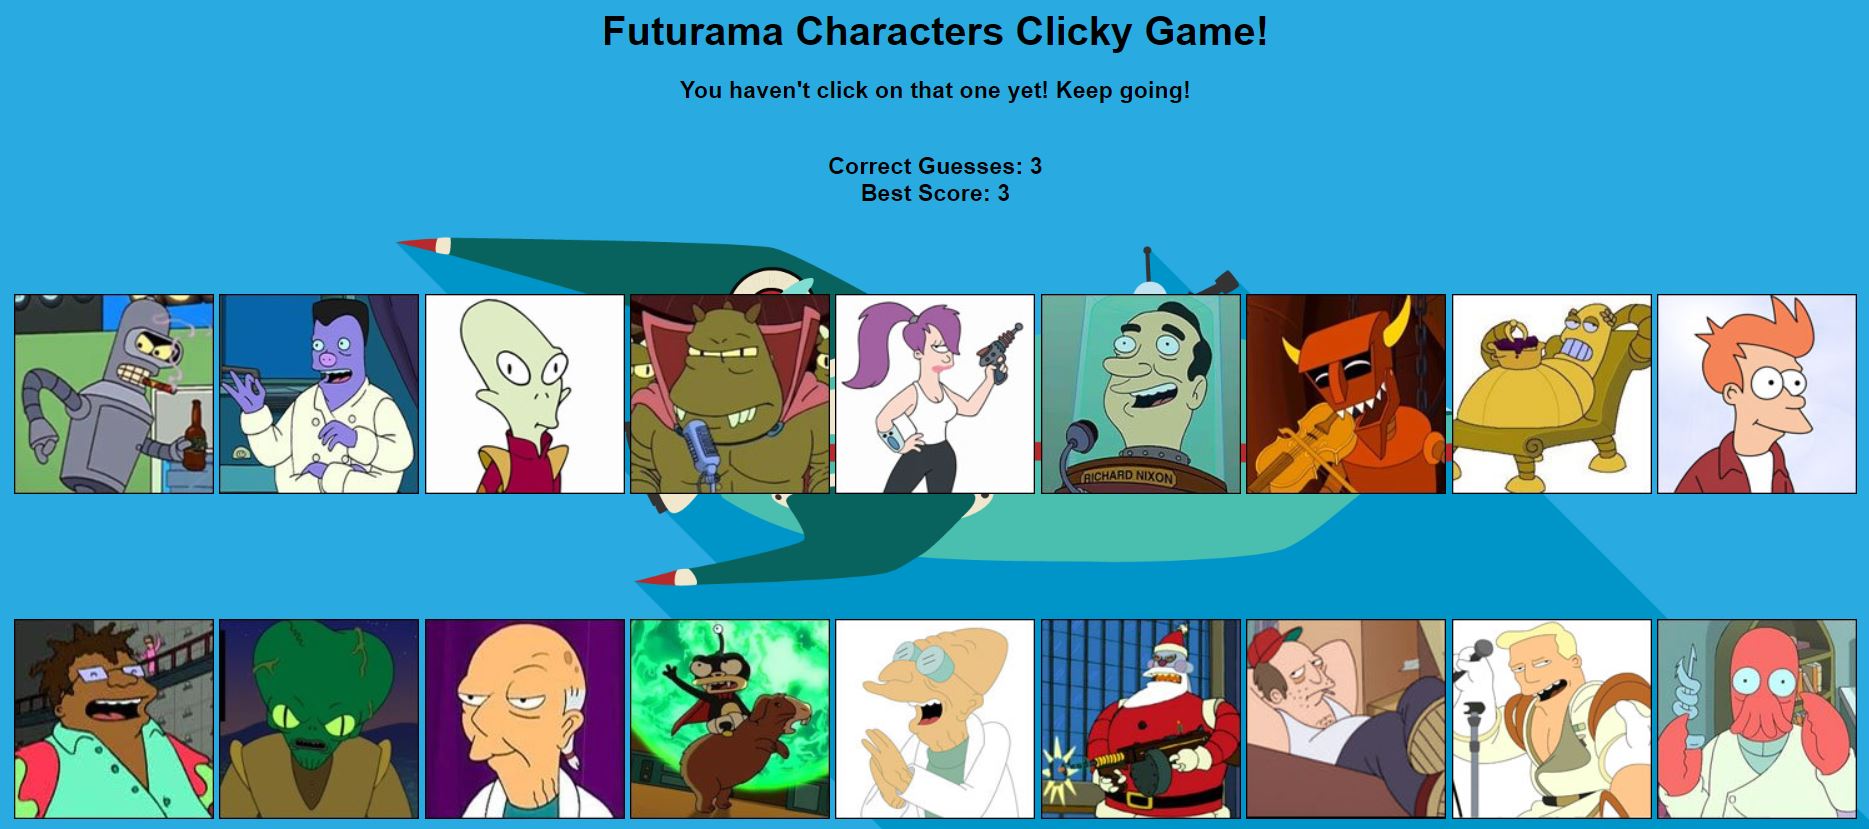 Futurama Characters Clicky Game!
You haven't click on that one yet! Keep going!
Correct Guesses: 3
Best Score: 3
RICHARD NIXON